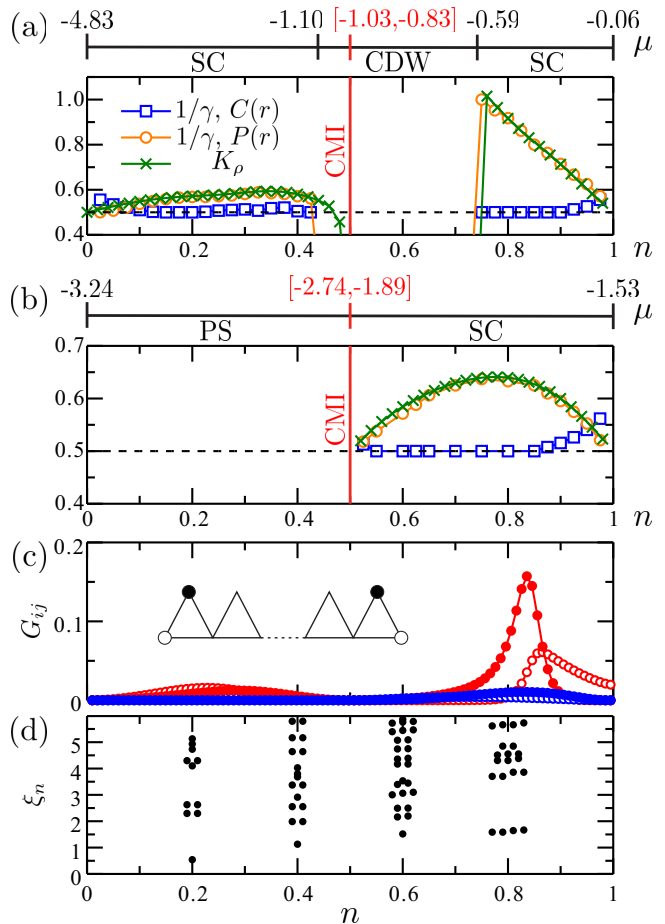 (a)
-4.83 -1.10 [-1.03,-0.83] -0.59 -0.06
μ
SC CDW SC
1.0
0.8
0.6
0.4
1/γ, C(r)
1/γ, P(r)
Kρ
CMI
0 0.2 0.4 0.6 0.8 1 n
(b)
-3.24 [-2.74,-1.89] -1.53
μ
PS SC
0.7
0.6
0.5
0.4
CMI
0 0.2 0.4 0.6 0.8 1 n
(c)
0.2
0.1
0
G_ij
(d)
5
4
3
2
1
0
ξ_n
0 0.2 0.4 0.6 0.8 1
n